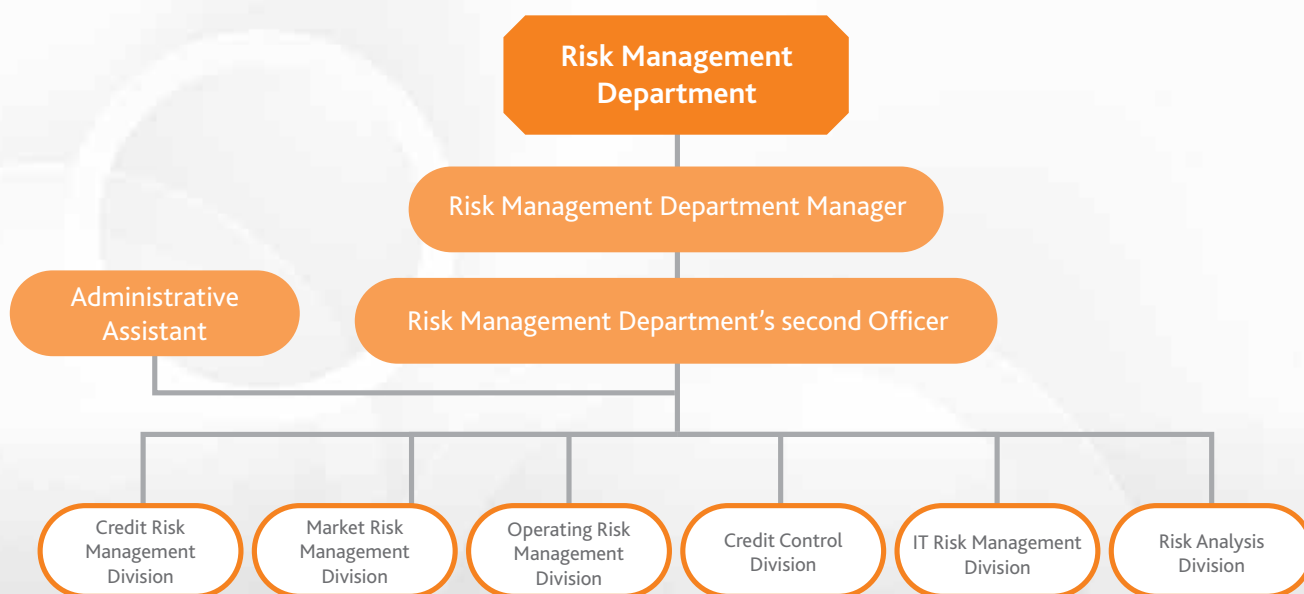 Risk Management
Department
Risk Management Department Manager
Administrative
Assistant
Risk Management Department’s second Officer
Credit Risk
Management
Division
Market Risk
Management
Division
Operating Risk
Management
Division
Credit Control
Division
IT Risk Management
Division
Risk Analysis
Division